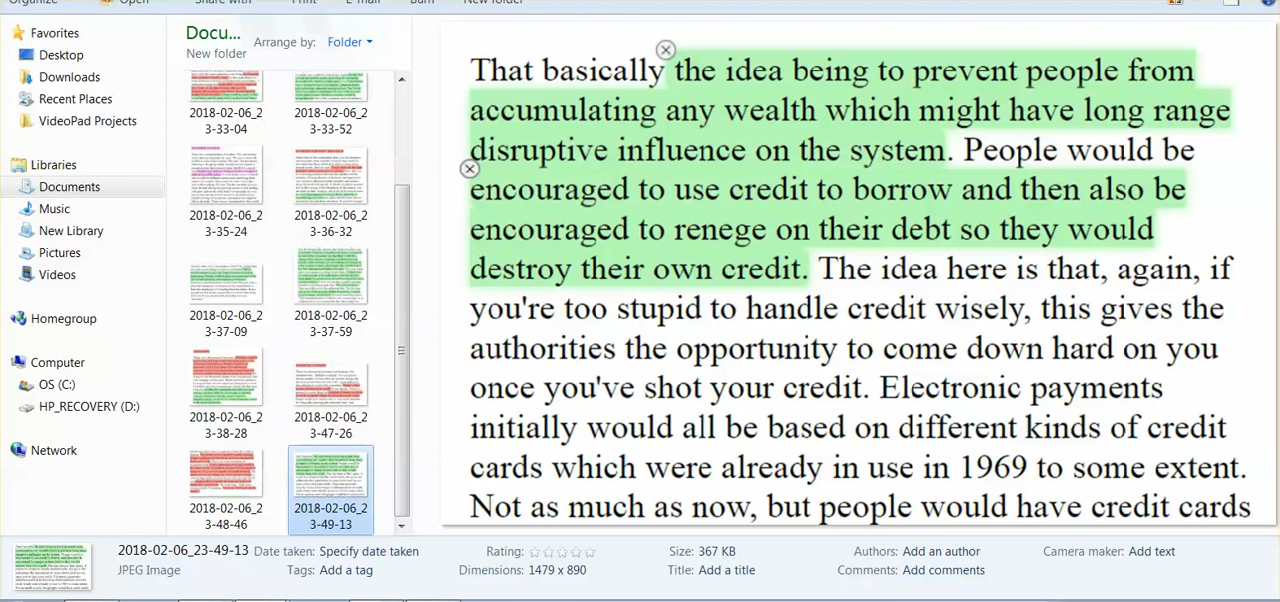 Organize
Open
Share with
Print
E-mail
Burn
New folder
Favorites
Desktop
Downloads
Recent Places
VideoPad Projects
Libraries
Documents
Music
New Library
Pictures
Videos
Homegroup
Computer
OS (C:)
HP_RECOVERY (D:)
Network
Docu...
New folder
Arrange by: Folder
2018-02-06_2
3-33-04
2018-02-06_2
3-33-52
2018-02-06_2
3-35-24
2018-02-06_2
3-36-32
2018-02-06_2
3-37-09
2018-02-06_2
3-37-59
2018-02-06_2
3-38-28
2018-02-06_2
3-47-26
2018-02-06_2
3-48-46
2018-02-06_2
3-49-13
That basically the idea being to prevent people from
accumulating any wealth which might have long range
disruptive influence on the system. People would be
encouraged to use credit to borrow and then also be
encouraged to renege on their debt so they would
destroy their own credit. The idea here is that, again, if
you're too stupid to handle credit wisely, this gives the
authorities the opportunity to come down hard on you
once you've shot your credit. Electronic payments
initially would all be based on different kinds of credit
cards which were already in use in 1969 to some extent.
Not as much as now, but people would have credit cards
2018-02-06_23-49-13 Date taken: Specify date taken
JPEG Image
Tags: Add a tag
Rating:
Dimensions: 1479 x 890
Size: 367 KB
Title: Add a title
Authors: Add an author
Comments: Add comments
Camera maker: Add text